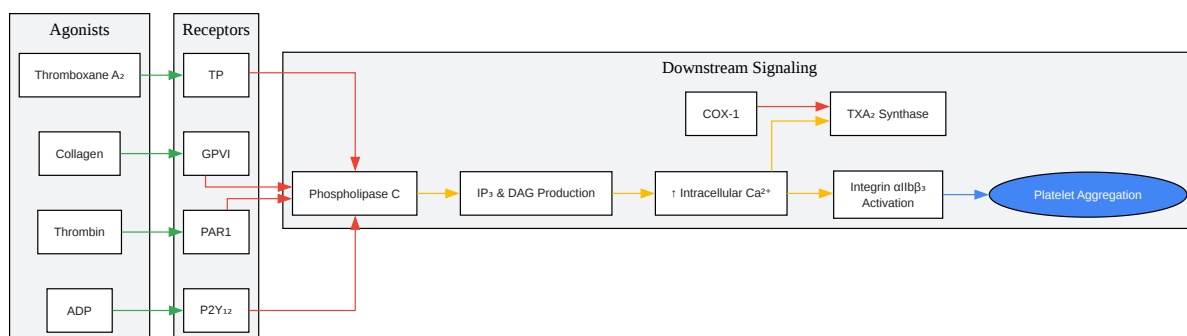 Agonists
Receptors
Downstream Signaling
Thromboxane A₂
TP
COX-1
TXA₂ Synthase
Collagen
GPVI
Phospholipase C
IP₃ & DAG Production
↑ Intracellular Ca²⁺
Integrin αIIbβ₃
Activation
Platelet Aggregation
Thrombin
PAR1
ADP
P2Y₁₂